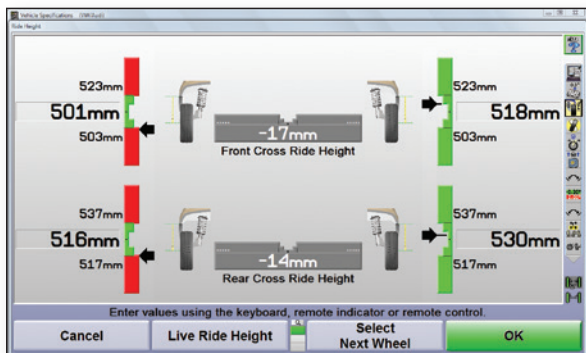 Vehicle Specifications (VW/Audi)
Ride Height
523mm
501mm
503mm
-17mm
Front Cross Ride Height
523mm
518mm
503mm
537mm
516mm
517mm
-14mm
Rear Cross Ride Height
537mm
530mm
517mm
Enter values using the keyboard, remote indicator or remote control.
Cancel
Live Ride Height
Select
Next Wheel
OK